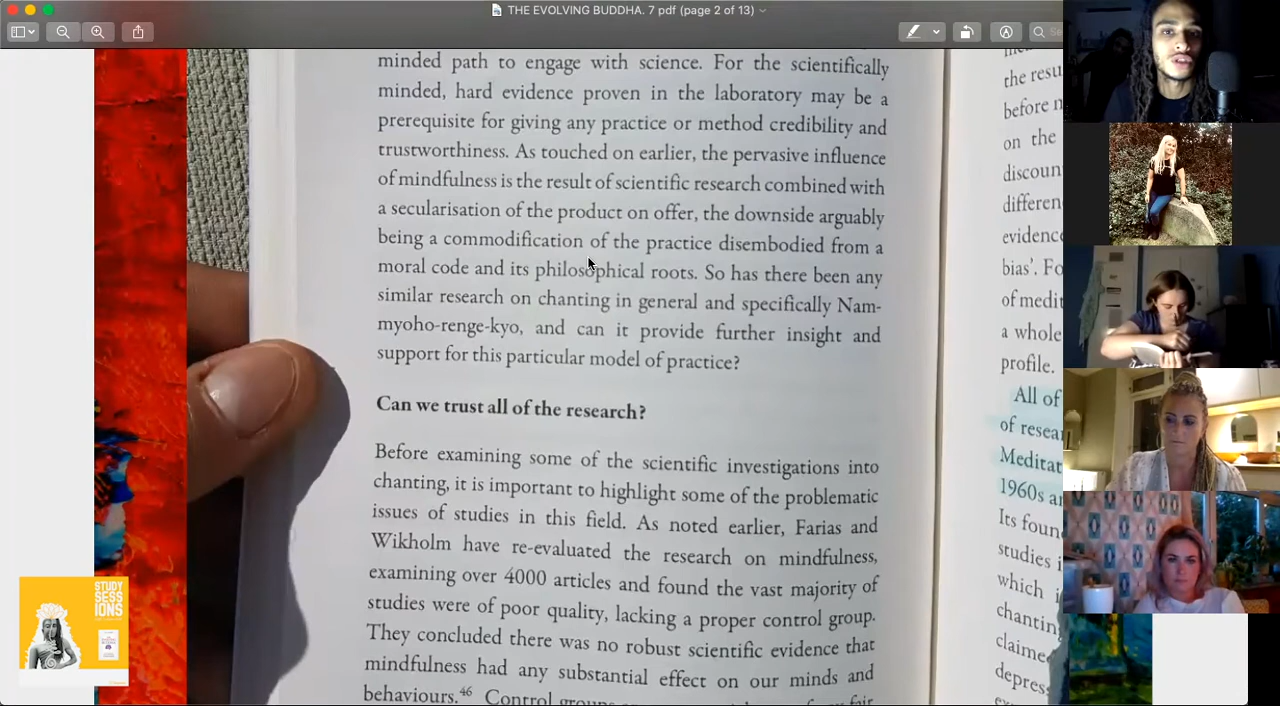 THE EVOLVING BUDDHA. 7 pdf (page 2 of 13)
minded path to engage with science. For the scientifically
minded, hard evidence proven in the laboratory may be a
prerequisite for giving any practice or method credibility and
trustworthiness. As touched on earlier, the pervasive influence
of mindfulness is the result of scientific research combined with
a secularisation of the product on offer, the downside arguably
being a commodification of the practice disembodied from a
moral code and its philosophical roots. So has there been any
similar research on chanting in general and specifically Nam-
myoho-renge-kyo, and can it provide further insight and
support for this particular model of practice?
Can we trust all of the research?
Before examining some of the scientific investigations into
chanting, it is important to highlight some of the problematic
issues of studies in this field. As noted earlier, Farias and
Wikholm have re-evaluated the research on mindfulness,
examining over 4000 articles and found the vast majority of
studies were of poor quality, lacking a proper control group.
They concluded there was no robust scientific evidence that
mindfulness had any substantial effect on our minds and
behaviours.46 Control groups
the resu
before n
on the
discoun
differen
evidence
bias'. Fo
of medit
a whole
profile.
All of
of resear
Meditat
1960s an
Its foun
studies i
which i
chanting
claimed
depress
STUDY
SESS
IONS